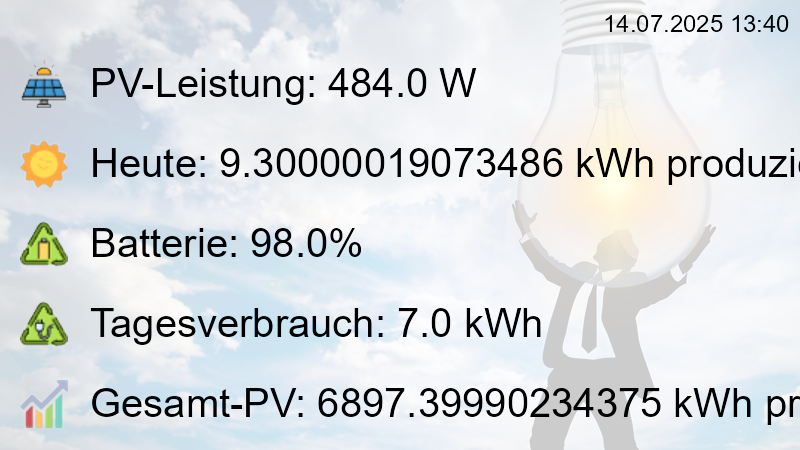 14.07.2025 13:40
PV-Leistung: 484.0 W
Heute: 9.30000019073486 kWh produzie
Batterie: 98.0%
Tagesverbrauch: 7.0 kWh
Gesamt-PV: 6897.39990234375 kWh pr